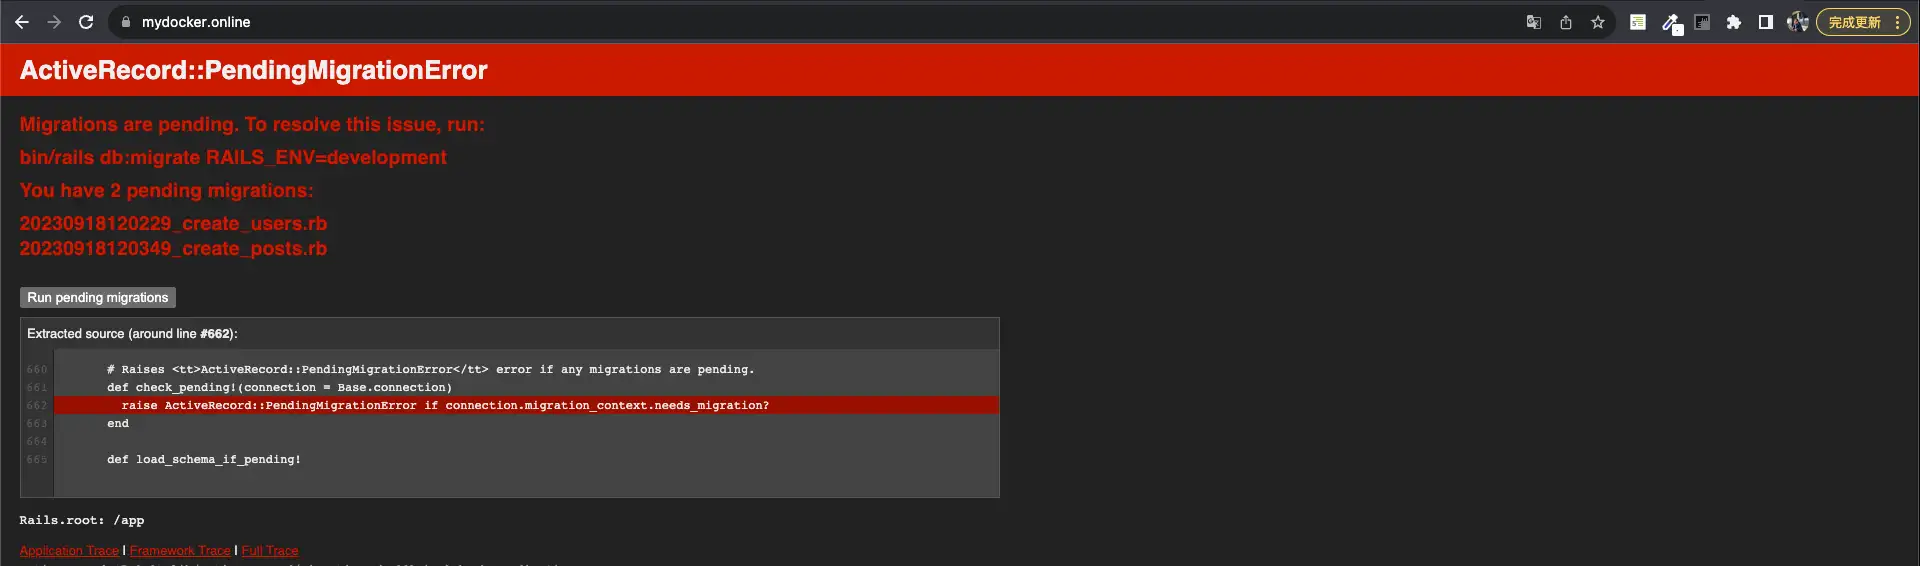 mydocker.online
完成更新
ActiveRecord::PendingMigrationError
Migrations are pending. To resolve this issue, run:
bin/rails db:migrate RAILS_ENV=development
You have 2 pending migrations:
20230918120229_create_users.rb
20230918120349_create_posts.rb
Run pending migrations
Extracted source (around line #662):
660 # Raises <tt>ActiveRecord::PendingMigrationError</tt> error if any migrations are pending.
661 def check_pending!(connection = Base.connection)
662 raise ActiveRecord::PendingMigrationError if connection.migration_context.needs_migration?
663 end
664
665 def load_schema_if_pending!
Rails.root: /app
Application Trace | Framework Trace | Full Trace